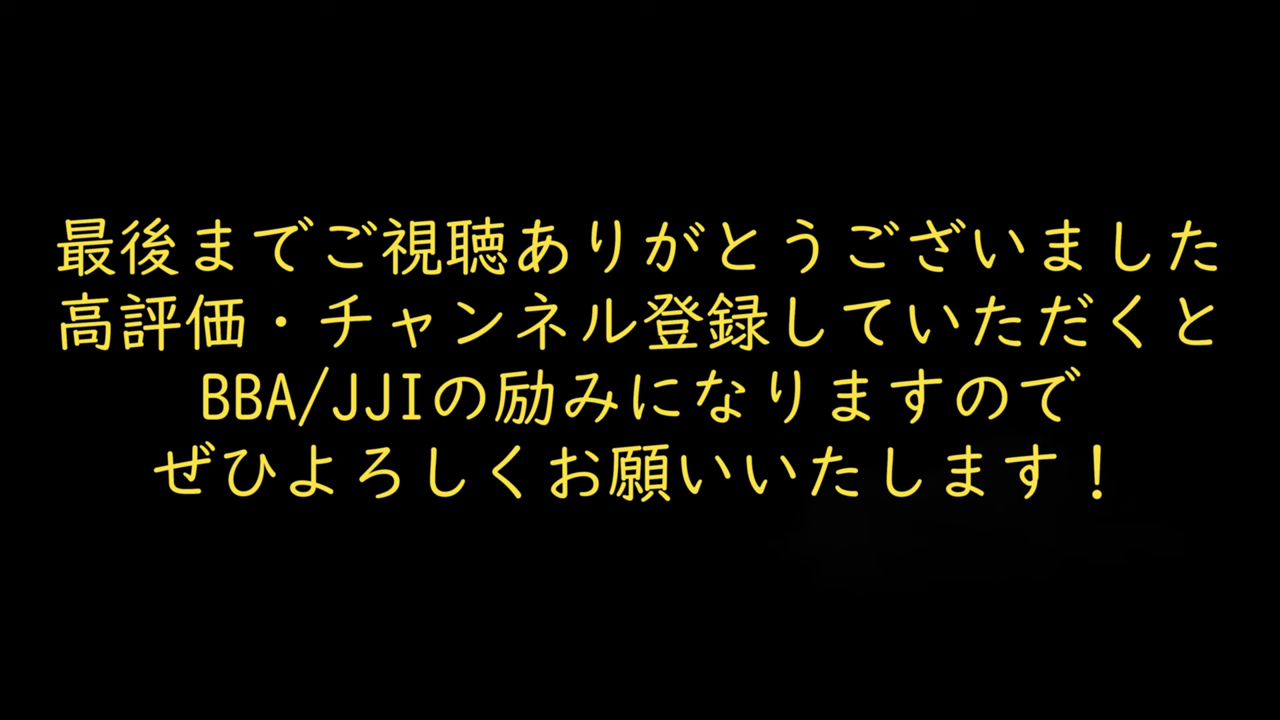 最後までご視聴ありがとうございました
高評価・チャンネル登録していただくと
BBA/JJIの励みになりますので
ぜひよろしくお願いいたします！